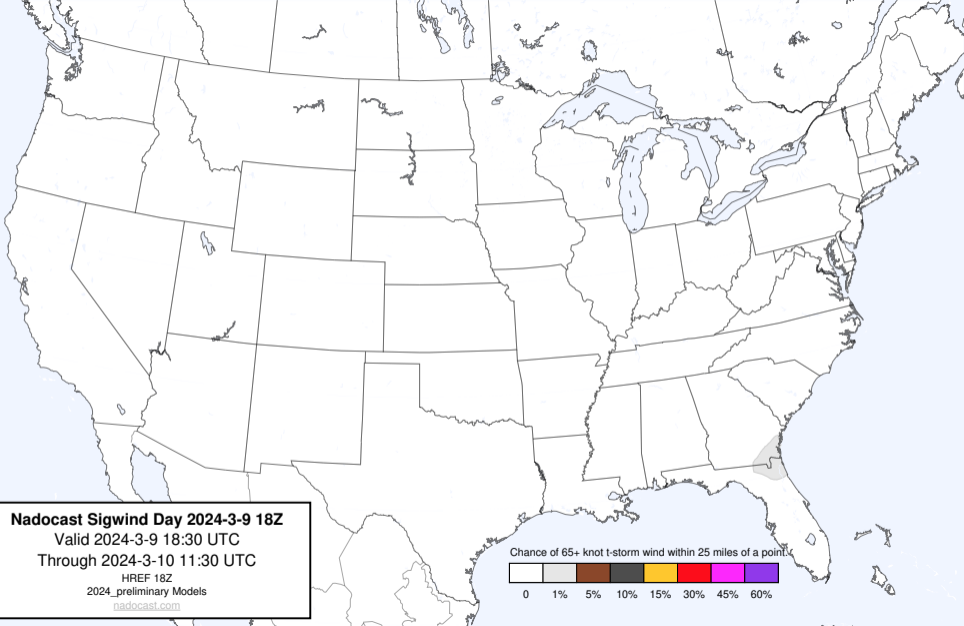 Nadocast Sigwind Day 2024-3-9 18Z
Valid 2024-3-9 18:30 UTC
Through 2024-3-10 11:30 UTC
HREF 18Z
2024_preliminary Models
nadocast.com
Chance of 65+ knot t-storm wind within 25 miles of a point.
0 1% 5% 10% 15% 30% 45% 60%